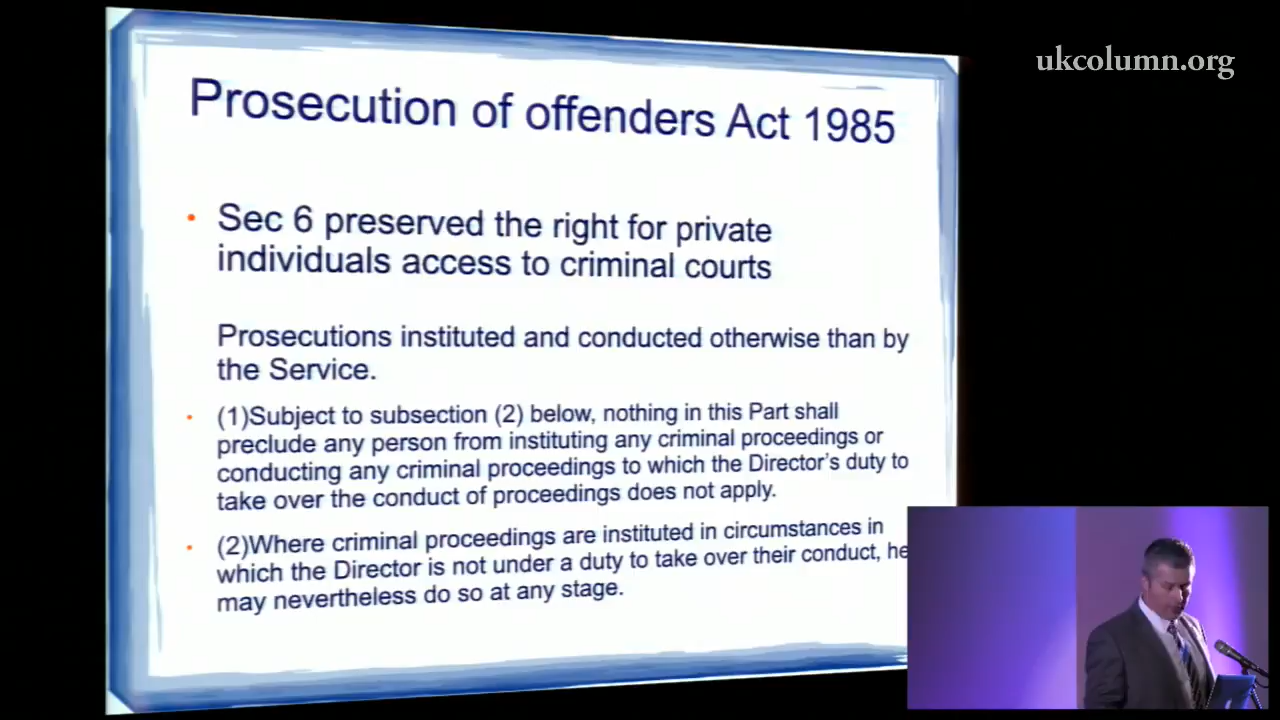 ukcolumn.org
Prosecution of offenders Act 1985
• Sec 6 preserved the right for private
individuals access to criminal courts
Prosecutions instituted and conducted otherwise than by
the Service.
• (1)Subject to subsection (2) below, nothing in this Part shall
preclude any person from instituting any criminal proceedings or
conducting any criminal proceedings to which the Director's duty to
take over the conduct of proceedings does not apply.
• (2)Where criminal proceedings are instituted in circumstances in
which the Director is not under a duty to take over their conduct, he
may nevertheless do so at any stage.